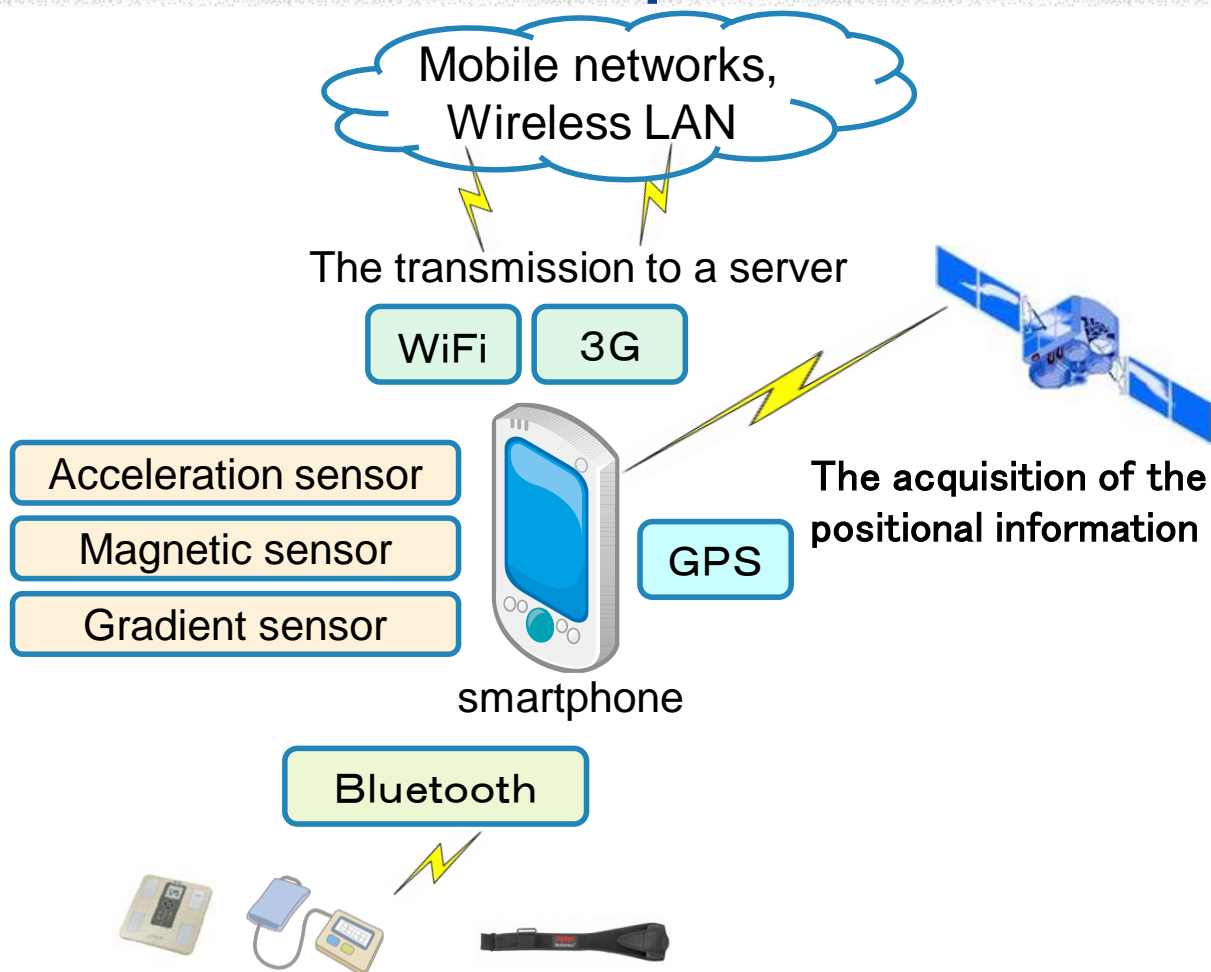 Mobile networks,
Wireless LAN
The transmission to a server
WiFi
3G
Acceleration sensor
Magnetic sensor
Gradient sensor
The acquisition of the
positional information
GPS
smartphone
Bluetooth